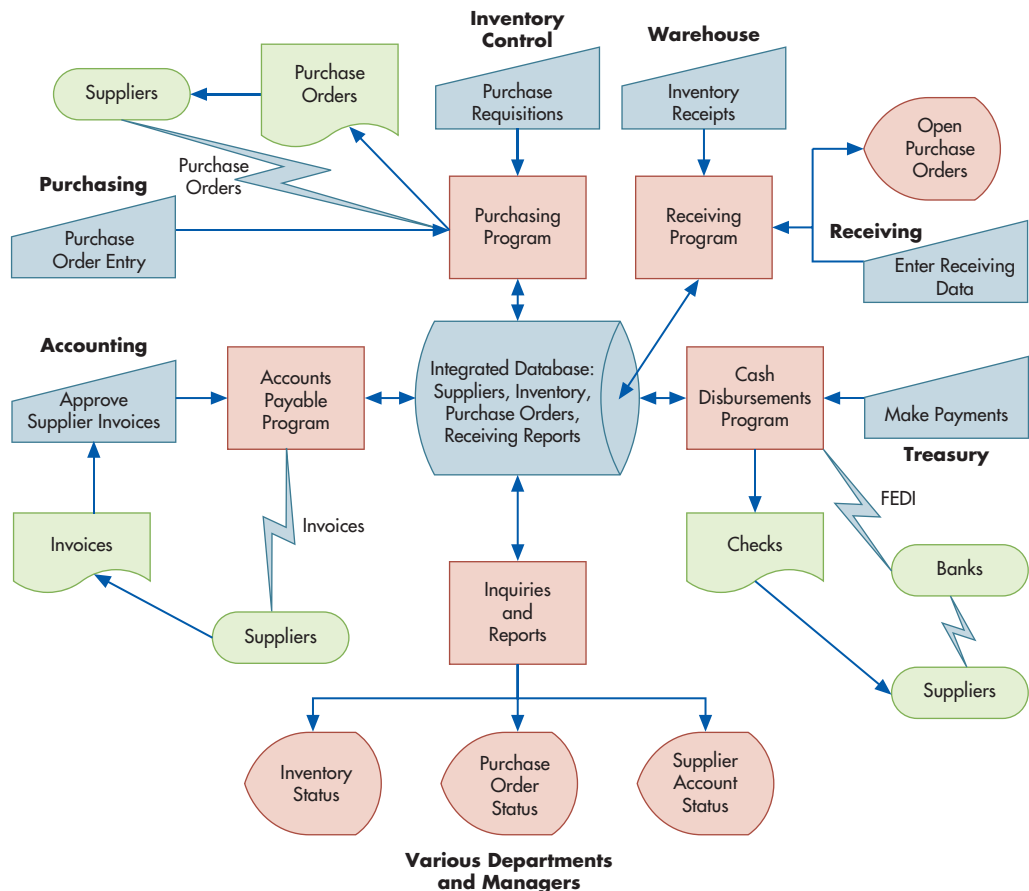 Inventory
Control
Warehouse
Suppliers
Purchase
Orders
Purchase
Requisitions
Inventory
Receipts
Open
Purchase
Orders
Purchase
Orders
Purchasing
Purchase
Order Entry
Purchasing
Program
Receiving
Program
Receiving
Enter Receiving
Data
Accounting
Approve
Supplier Invoices
Accounts
Payable
Program
Integrated Database:
Suppliers, Inventory,
Purchase Orders,
Receiving Reports
Cash
Disbursements
Program
Make Payments
Treasury
Invoices
Invoices
Suppliers
FEDI
Checks
Banks
Suppliers
Inquiries
and
Reports
Inventory
Status
Purchase
Order
Status
Supplier
Account
Status
Various Departments
and Managers